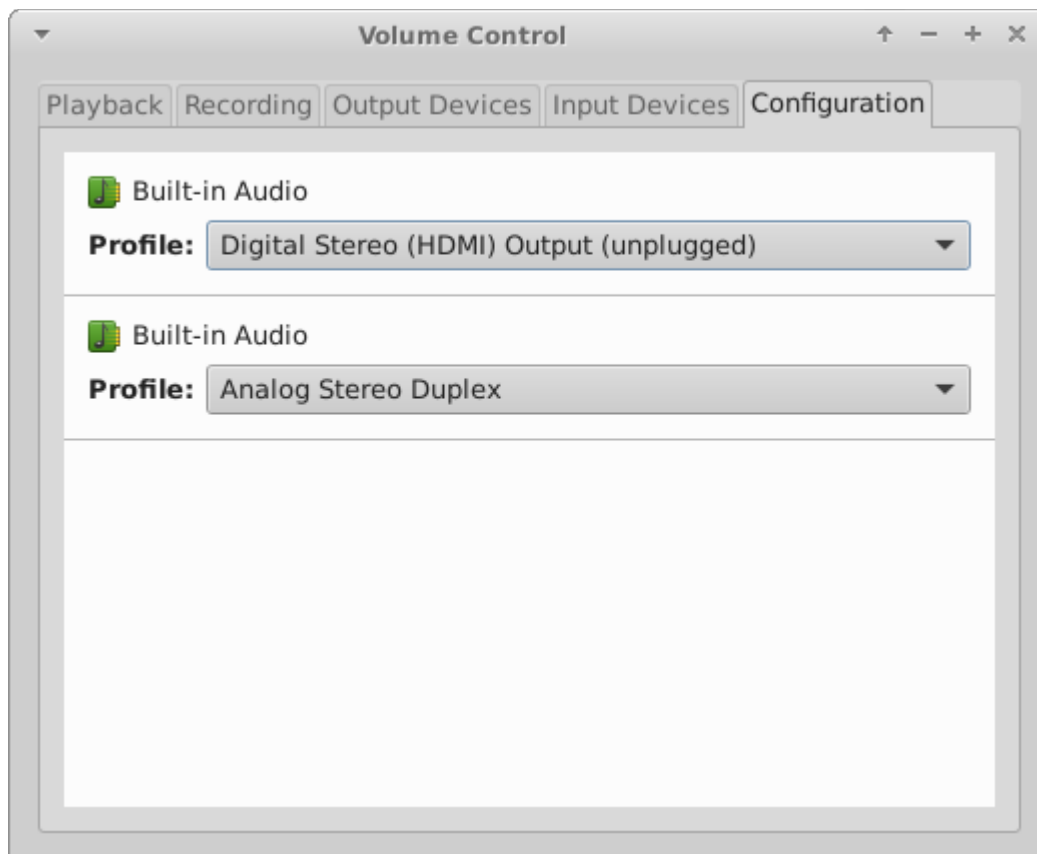 Volume Control
Playback Recording Output Devices Input Devices Configuration
Built-in Audio
Profile: Digital Stereo (HDMI) Output (unplugged)
Built-in Audio
Profile: Analog Stereo Duplex